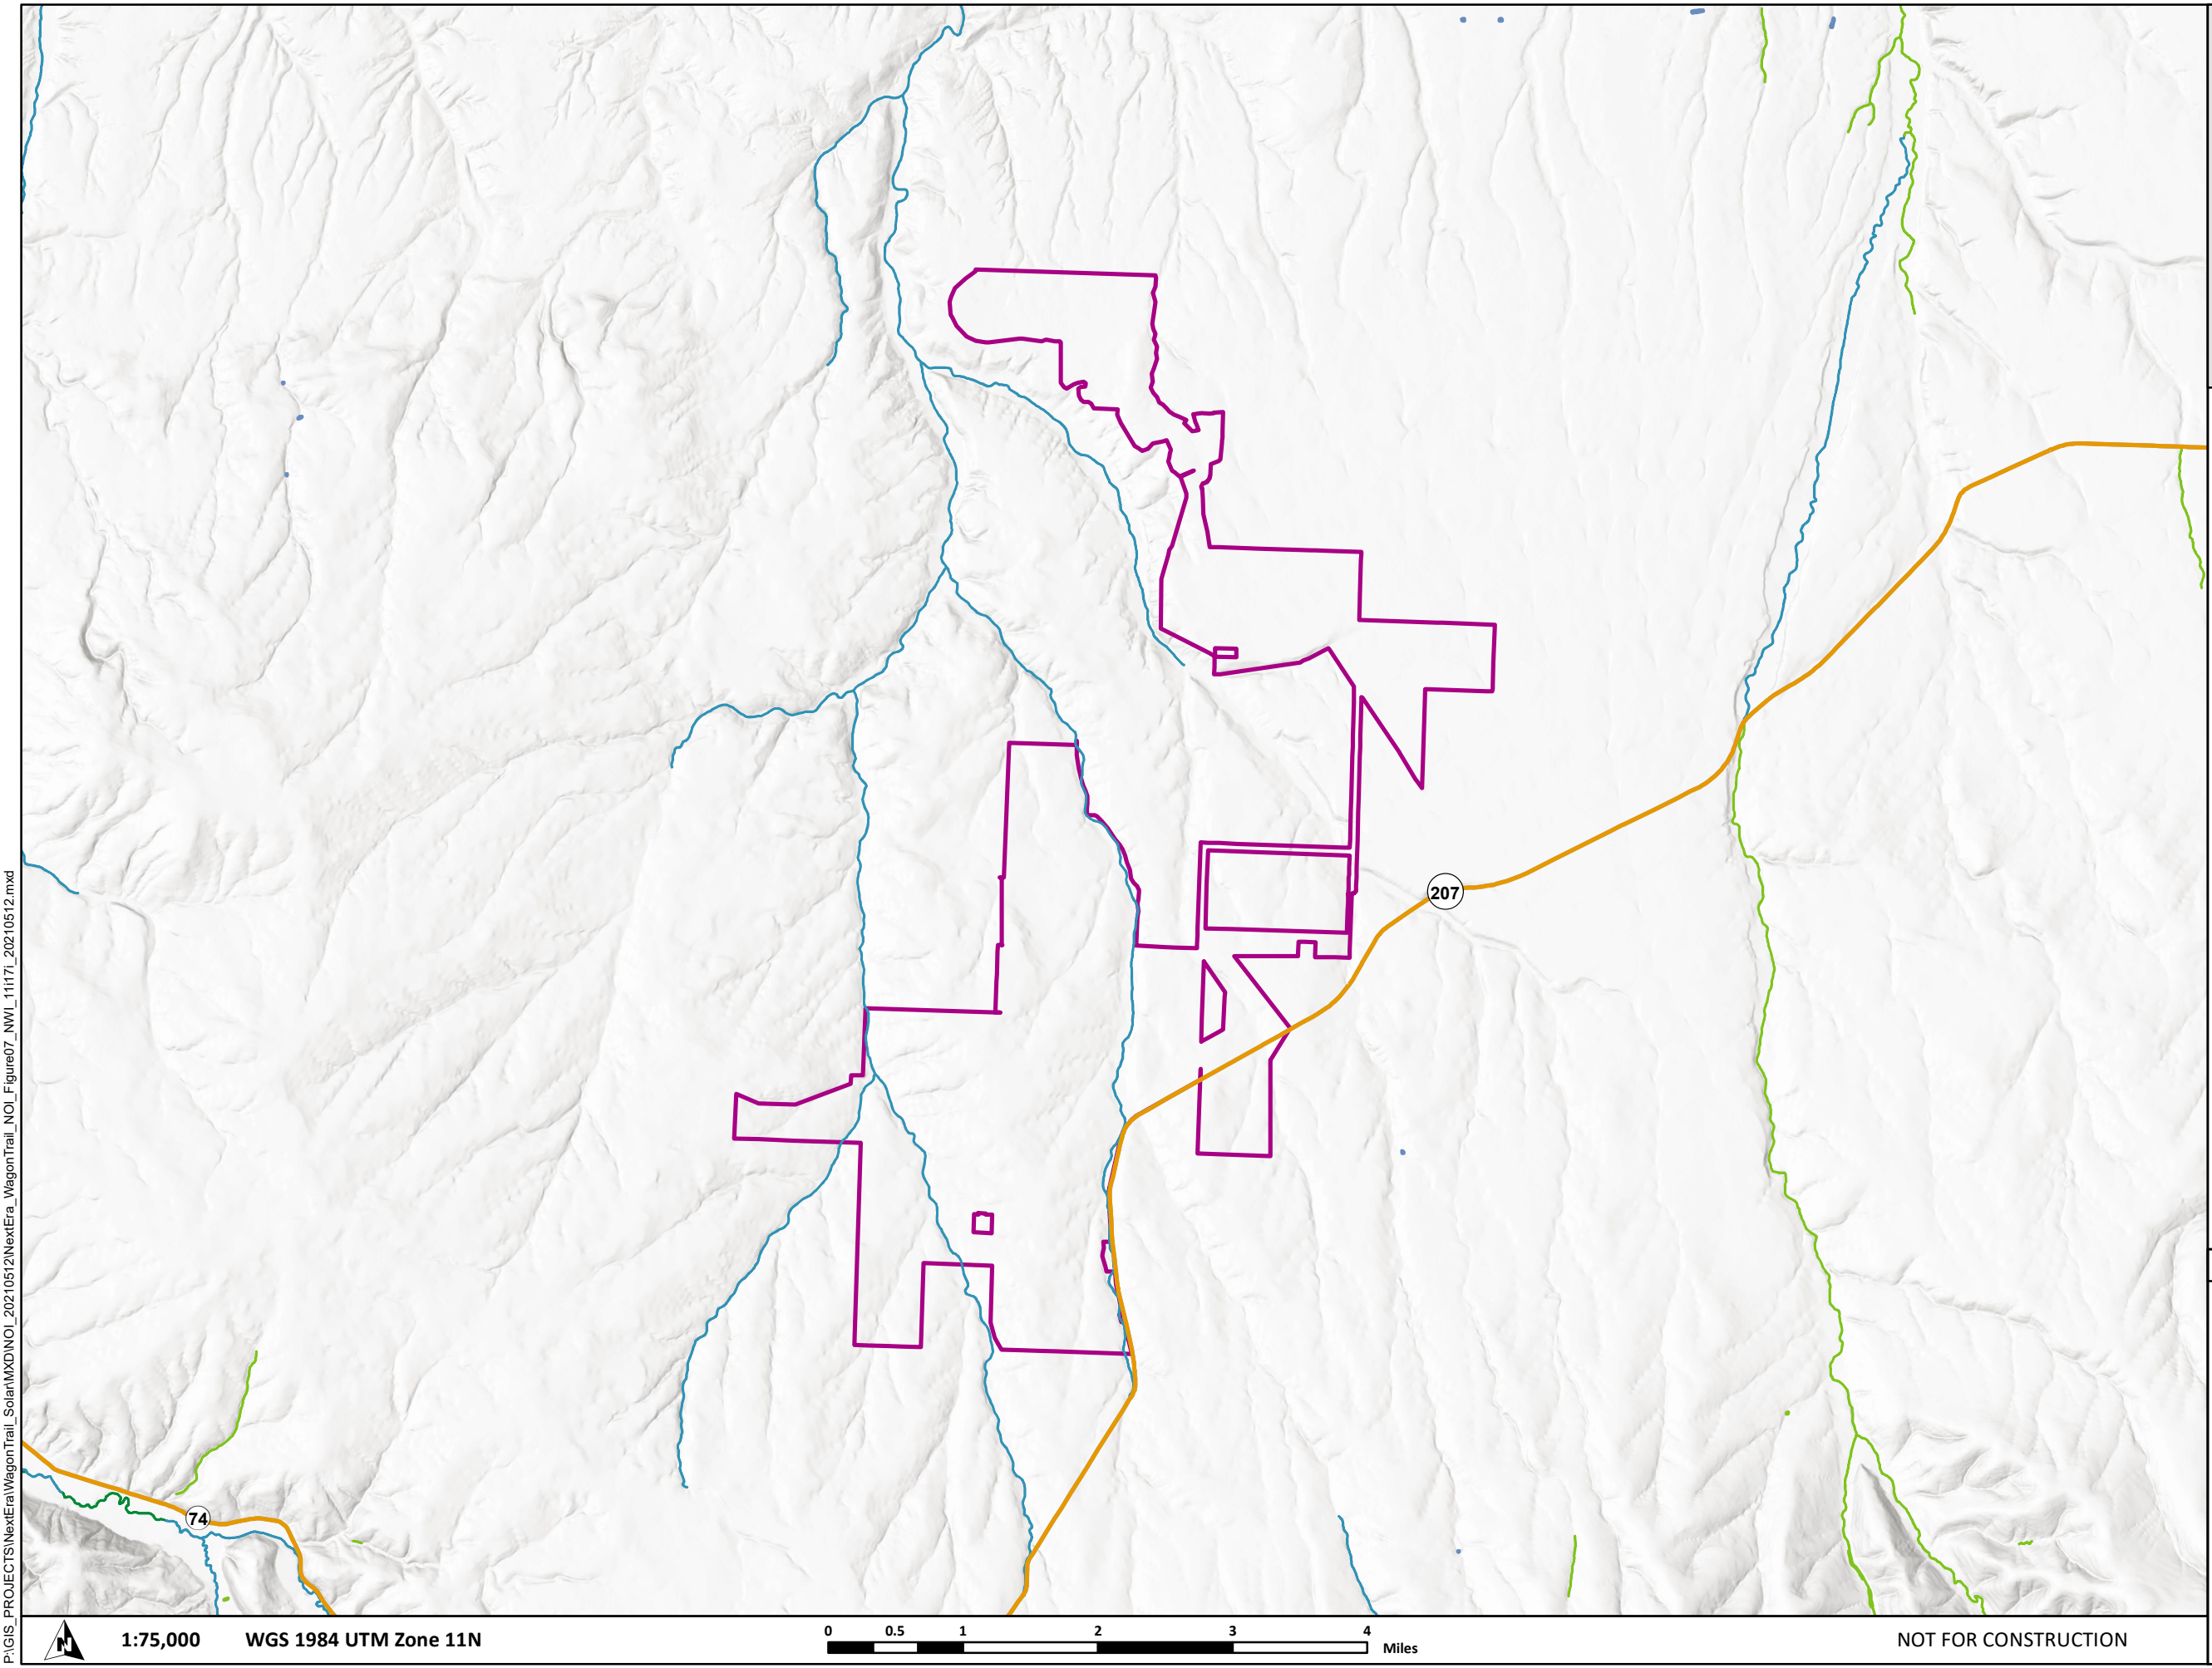 207
74
P:\GIS_PROJECTS\NextEra\WagonTrail_Solar\MXD\NOI_20210512\NextEra_WagonTrail_NOI_Figure07_NWI_11i17i_20210512.mxd
N
1:75,000 WGS 1984 UTM Zone 11N
0 0.5 1 2 3 4
Miles
NOT FOR CONSTRUCTION